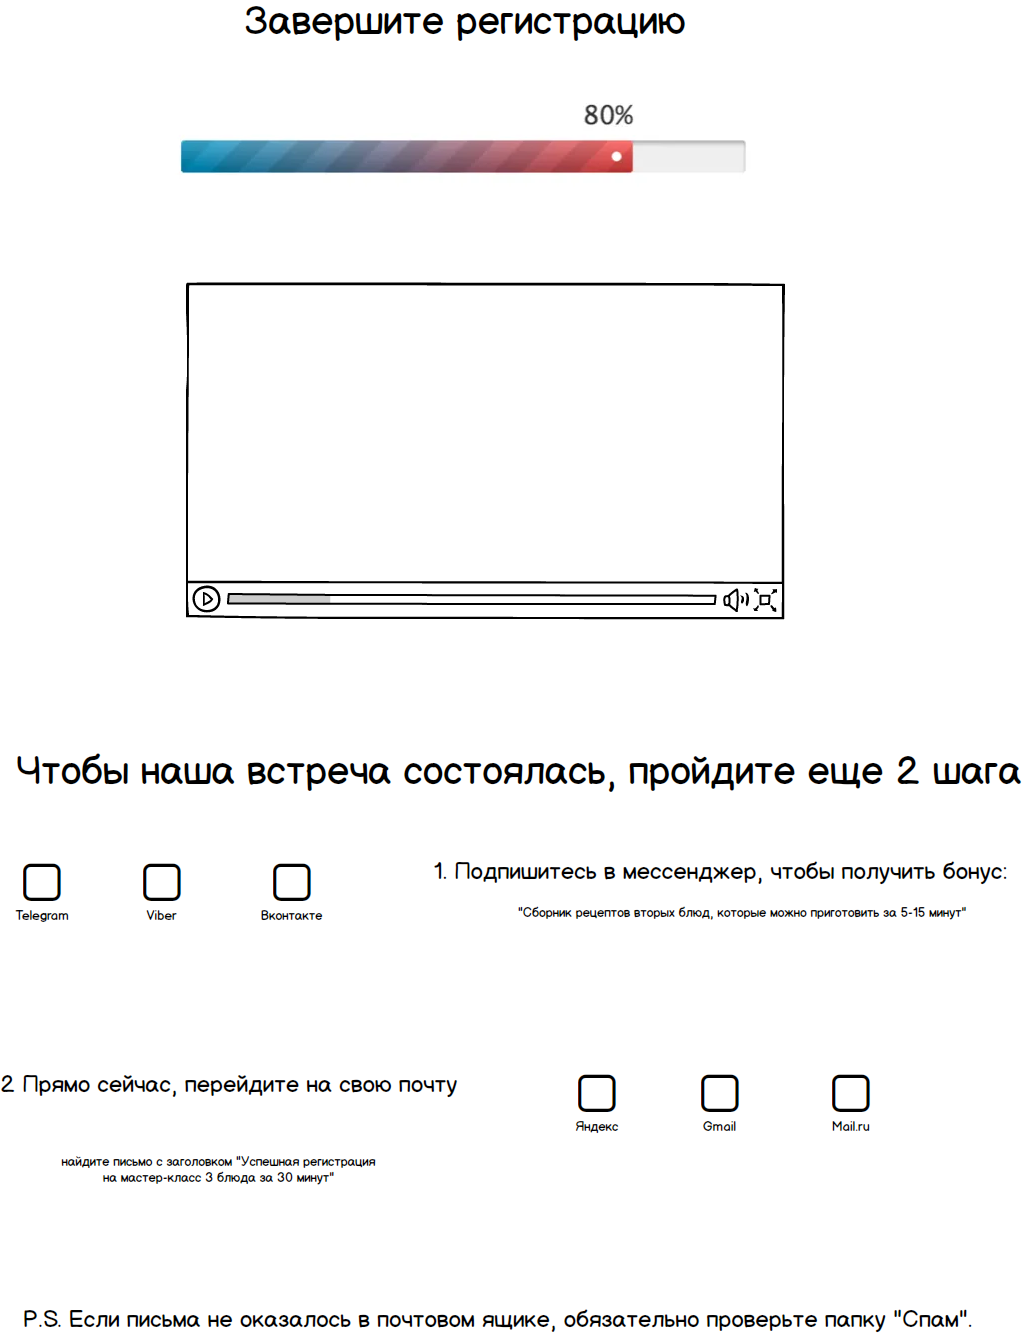 Завершите регистрацию
80%
Чтобы наша встреча состоялась, пройдите еще 2 шага
1. Подпишитесь в мессенджер, чтобы получить бонус:
"Сборник рецептов вторых блюд, которые можно приготовить за 5-15 минут"
Telegram
Viber
Вконтакте
2 Прямо сейчас, перейдите на свою почту
найдите письмо с заголовком "Успешная регистрация
на мастер-класс 3 блюда за 30 минут"
Яндекс
Gmail
Mail.ru
P.S. Если письма не оказалось в почтовом ящике, обязательно проверьте папку "Спам".